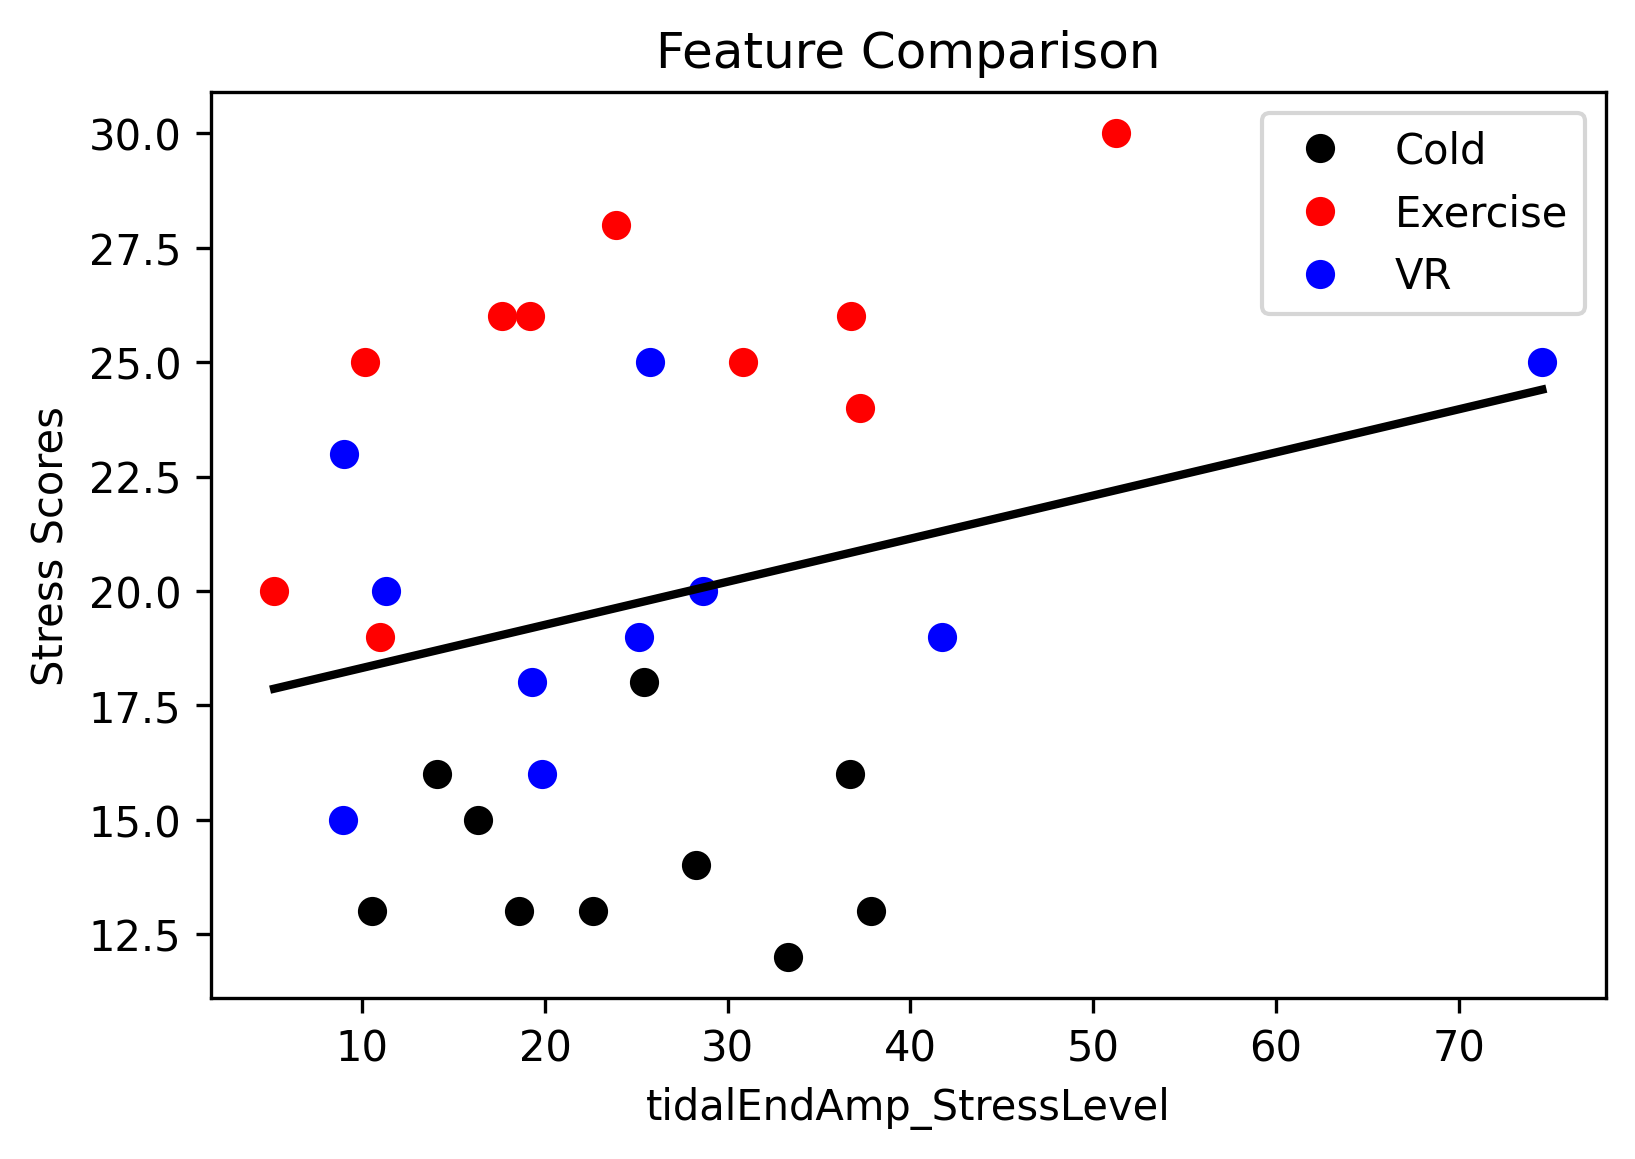 Feature Comparison
30.0
27.5
25.0
22.5
20.0
17.5
15.0
12.5
Stress Scores
Cold
Exercise
VR
10 20 30 40 50 60 70
tidalEndAmp_StressLevel